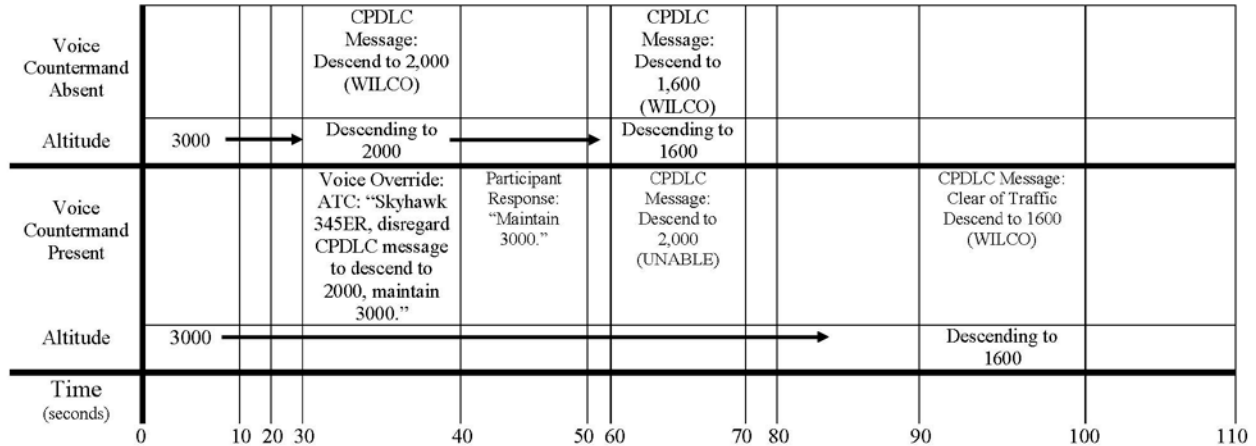 Voice
Countermand
Absent
CPDLC
Message:
Descend to 2,000
(WILCO)
CPDLC
Message:
Descend to
1,600
(WILCO)
Altitude
3000
Descending to
2000
Descending to
1600
Voice
Countermand
Present
Voice Override:
ATC: “Skyhawk
345ER, disregard
CPDLC message
to descend to
2000, maintain
3000.”
Participant
Response:
“Maintain
3000.”
CPDLC
Message:
Descend to
2,000
(UNABLE)
CPDLC Message:
Clear of Traffic
Descend to 1600
(WILCO)
Altitude
3000
Descending to
1600
Time
(seconds)
0 10 20 30 40 50 60 70 80 90 100 110